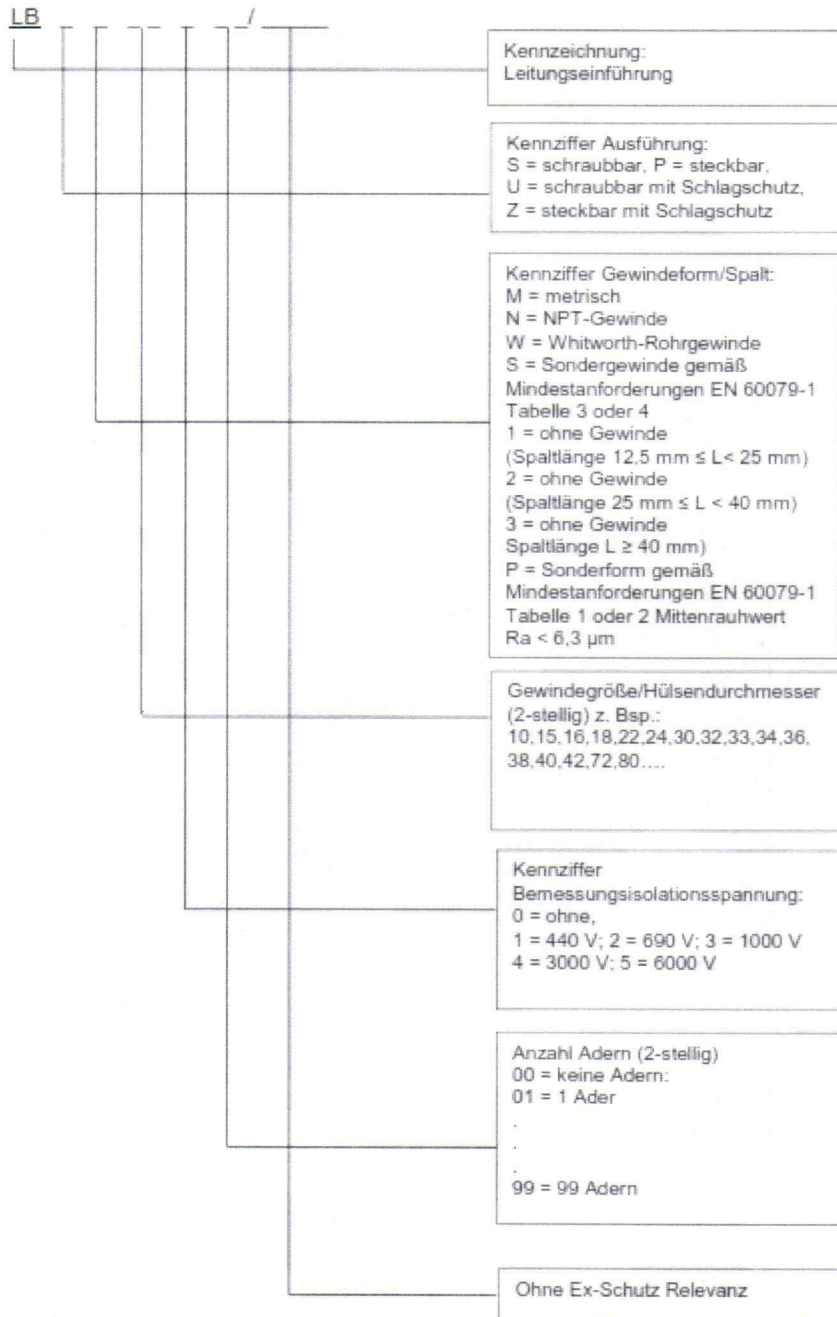 LB _ _ _ _ _ / ___
Kennzeichnung:
Leitungseinführung
Kennziffer Ausführung:
S = schraubbar, P = steckbar,
U = schraubbar mit Schlagschutz,
Z = steckbar mit Schlagschutz
Kennziffer Gewindeform/Spalt:
M = metrisch
N = NPT-Gewinde
W = Whitworth-Rohrgewinde
S = Sondergewinde gemäß
Mindestanforderungen EN 60079-1
Tabelle 3 oder 4
1 = ohne Gewinde
(Spaltlänge 12,5 mm ≤ L< 25 mm)
2 = ohne Gewinde
(Spaltlänge 25 mm ≤ L < 40 mm)
3 = ohne Gewinde
Spaltlänge L ≥ 40 mm)
P = Sonderform gemäß
Mindestanforderungen EN 60079-1
Tabelle 1 oder 2 Mittenrauhwert
Ra < 6,3 µm
Gewindegröße/Hülsendurchmesser
(2-stellig) z. Bsp.:
10,15,16,18,22,24,30,32,33,34,36,
38,40,42,72,80....
Kennziffer
Bemessungsisolationsspannung:
0 = ohne,
1 = 440 V; 2 = 690 V; 3 = 1000 V
4 = 3000 V; 5 = 6000 V
Anzahl Adern (2-stellig)
00 = keine Adern:
01 = 1 Ader
.
.
.
99 = 99 Adern
Ohne Ex-Schutz Relevanz